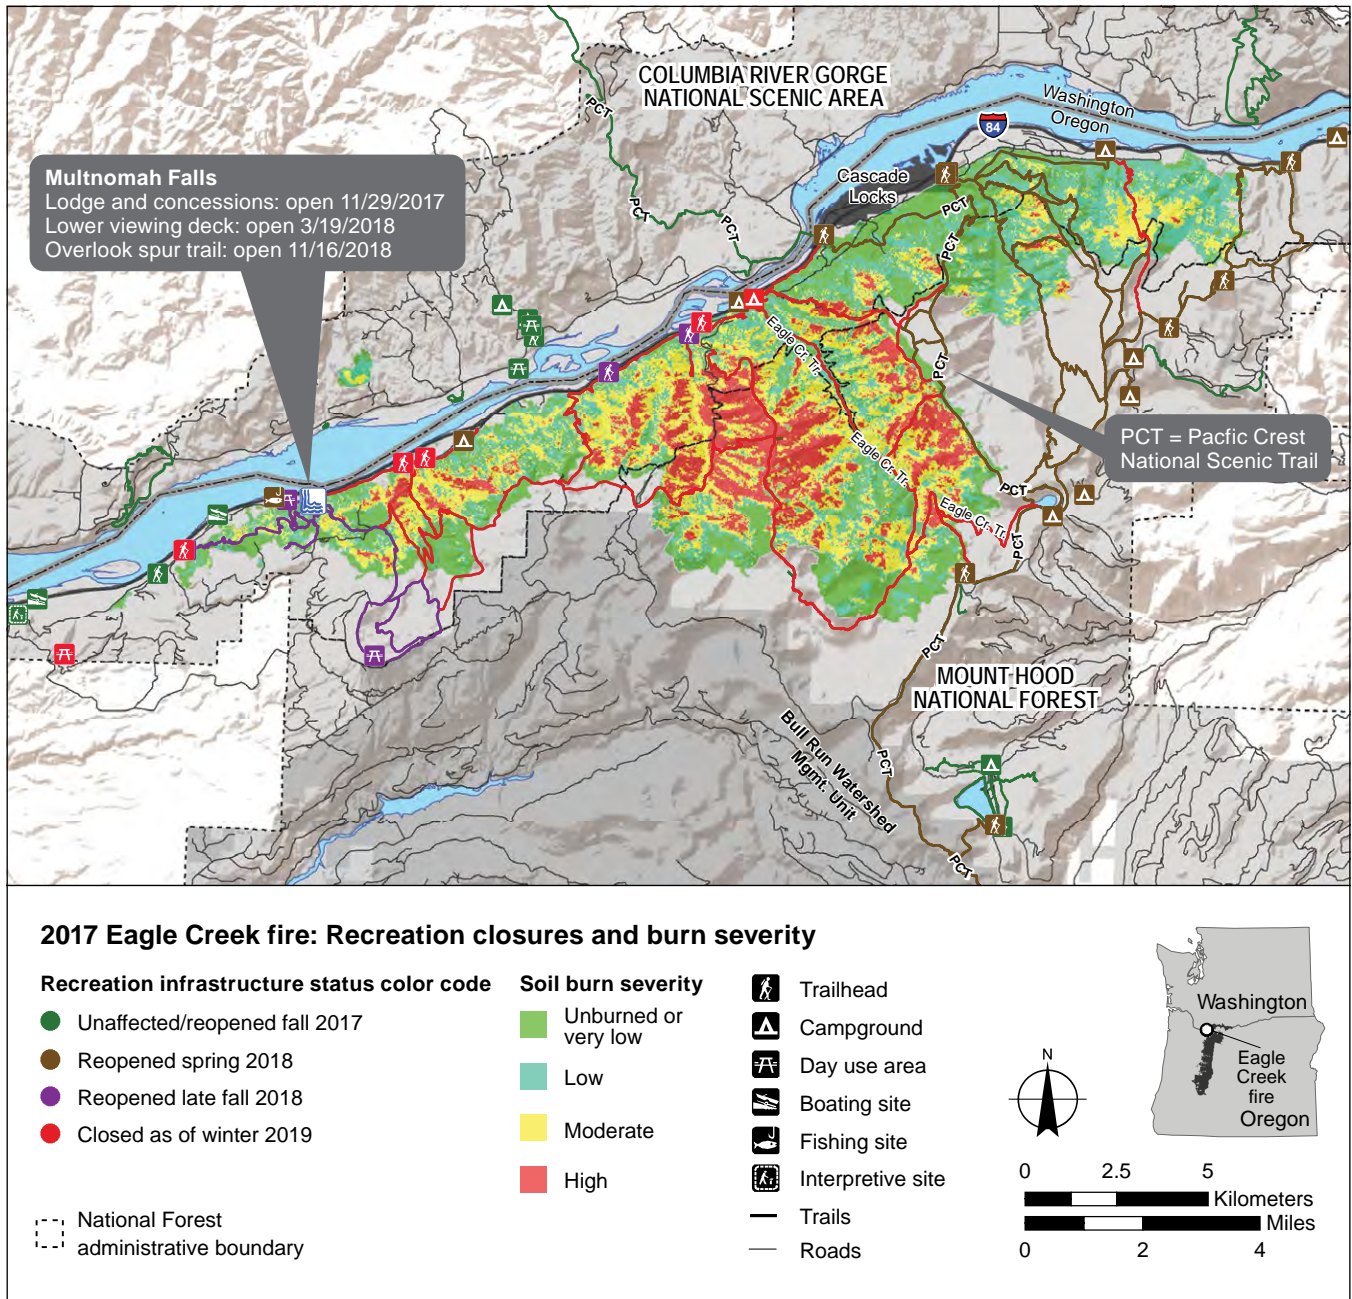 COLUMBIA RIVER GORGE
NATIONAL SCENIC AREA
PCT
Washington
Oregon
84
Multnomah Falls
Lodge and concessions: open 11/29/2017
Lower viewing deck: open 3/19/2018
Overlook spur trail: open 11/16/2018
Cascade
Locks
PCT
PCT
PCT
PCT
Eagle Cr. Tr.
PCT
PCT = Pacfic Crest
National Scenic Trail
Eagle Cr. Tr.
PCT
Eagle Cr. Tr.
PCT
PCT
MOUNT HOOD
NATIONAL FOREST
Bull Run Watershed
Mgmt. Unit
PCT
PCT
2017 Eagle Creek fire: Recreation closures and burn severity
Recreation infrastructure status color code
Unaffected/reopened fall 2017
Reopened spring 2018
Reopened late fall 2018
Closed as of winter 2019
National Forest
administrative boundary
Soil burn severity
Unburned or
very low
Low
Moderate
High
Trailhead
Campground
Day use area
Boating site
Fishing site
Interpretive site
Trails
Roads
N
Washington
Eagle
Creek
fire
Oregon
0 2.5 5
Kilometers
Miles
0 2 4